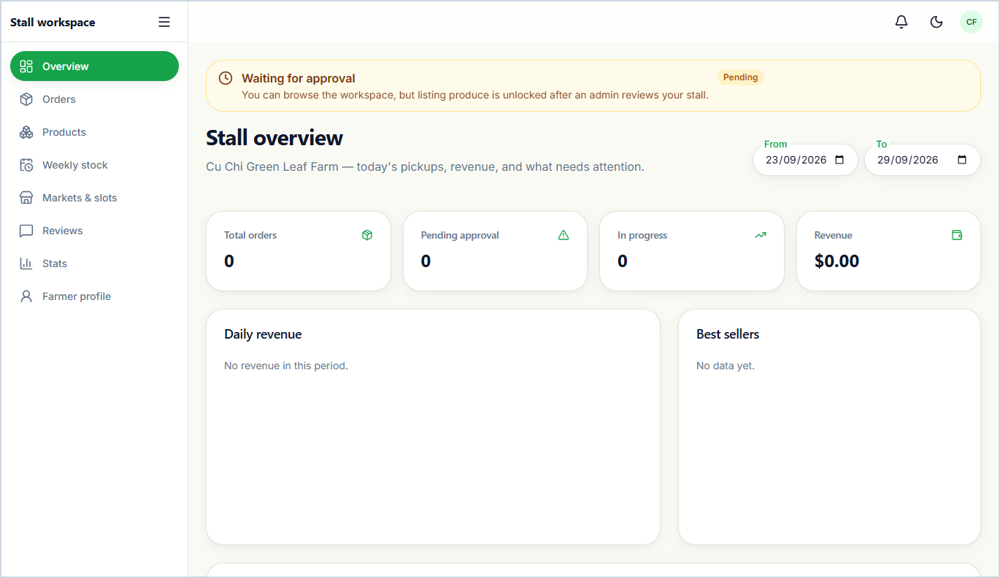 Stall workspace
CF
Overview
Orders
Products
Weekly stock
Markets & slots
Reviews
Stats
Farmer profile
Waiting for approval
Pending
You can browse the workspace, but listing produce is unlocked after an admin reviews your stall.
Stall overview
Cu Chi Green Leaf Farm — today's pickups, revenue, and what needs attention.
From
23/09/2026
To
29/09/2026
Total orders
0
Pending approval
0
In progress
0
Revenue
$0.00
Daily revenue
No revenue in this period.
Best sellers
No data yet.